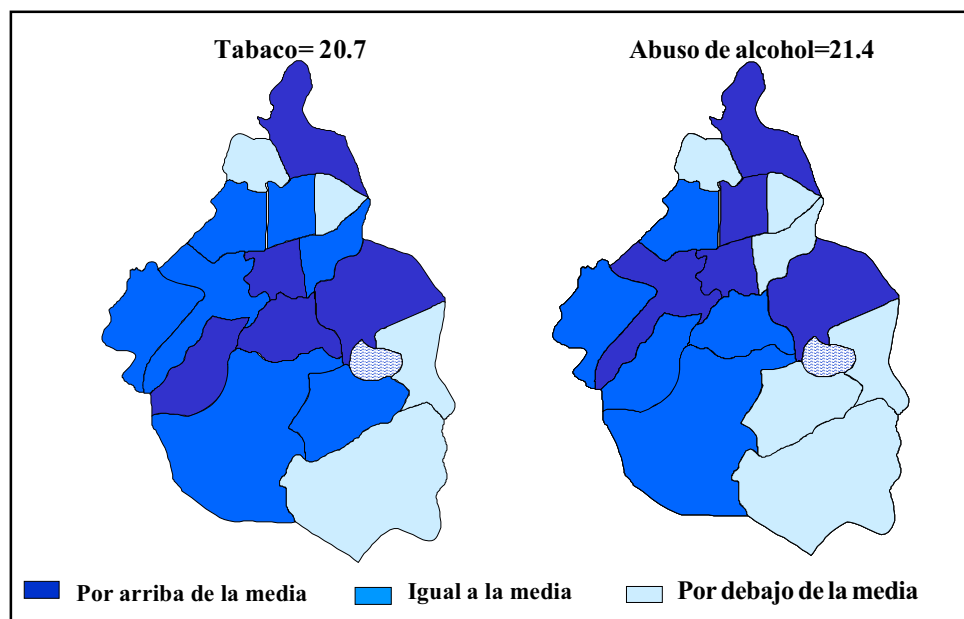 Tabaco= 20.7
Abuso de alcohol=21.4
Por arriba de la media
Igual a la media
Por debajo de la media